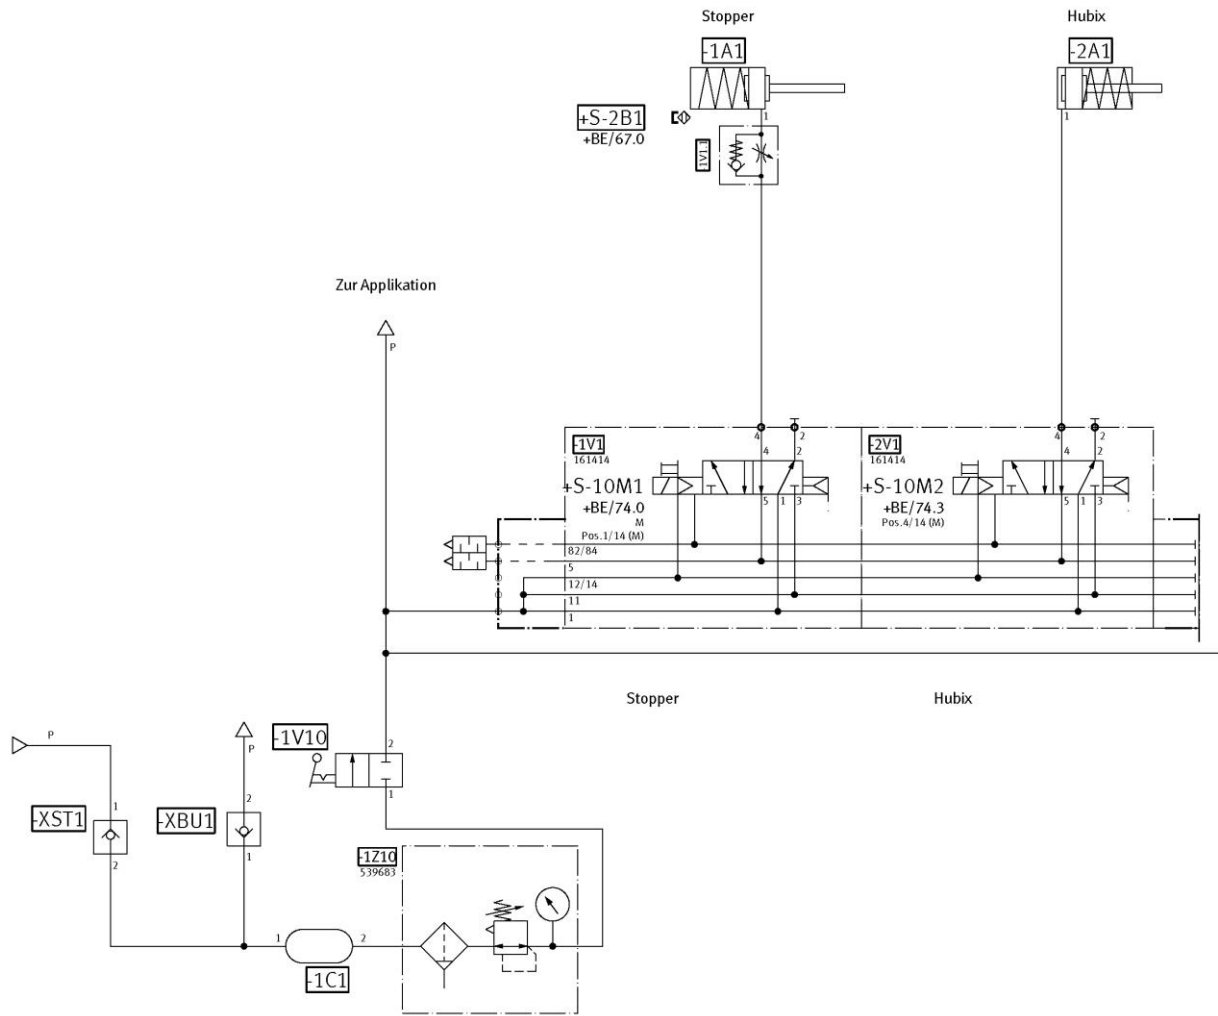 Stopper
Hubix
-1A1
-2A1
1
1
+S-2B1
+BE/67.0
1V1.1
Zur Applikation
P
4
2
4
2
-1V1
161414
4
2
-2V1
161414
4
2
+S-10M1
+BE/74.0
M
Pos.1/14 (M)
5
1
3
+S-10M2
+BE/74.3
Pos.4/14 (M)
5
1
3
82/84
5
12/14
11
1
Stopper
Hubix
P
P
-1V10
2
1
-XST1
1
2
-XBU1
2
1
-1Z10
539683
1
2
-1C1